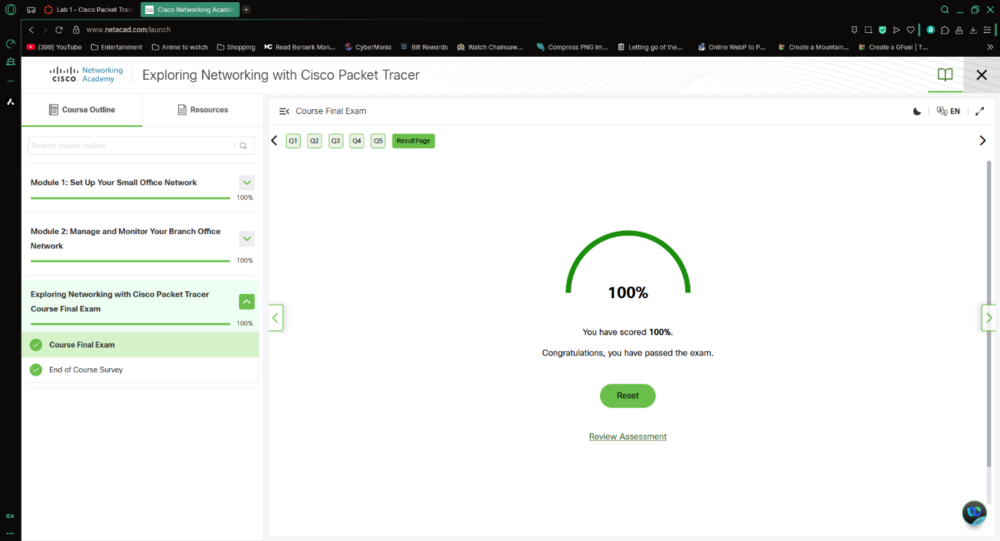 Lab 1 - Cisco Packet Trac
Cisco Networking Acader
www.netacad.com/launch
(399) YouTube
Entertainment
Anime to watch
Shopping
MC Read Berserk Man...
CyberMania
Bilt Rewards
Watch Chainsaw...
Compress PNG Im...
Letting go of the...
Online WebP to P...
Create a Mountain...
Create a GFuel | T...
CISCO Networking Academy
Exploring Networking with Cisco Packet Tracer
Course Outline
Resources
Search course outline
Module 1: Set Up Your Small Office Network
100%
Module 2: Manage and Monitor Your Branch Office
Network
100%
Exploring Networking with Cisco Packet Tracer
Course Final Exam
100%
Course Final Exam
End of Course Survey
Course Final Exam
EN
Q1 Q2 Q3 Q4 Q5 Result Page
100%
You have scored 100%.
Congratulations, you have passed the exam.
Reset
Review Assessment
GX